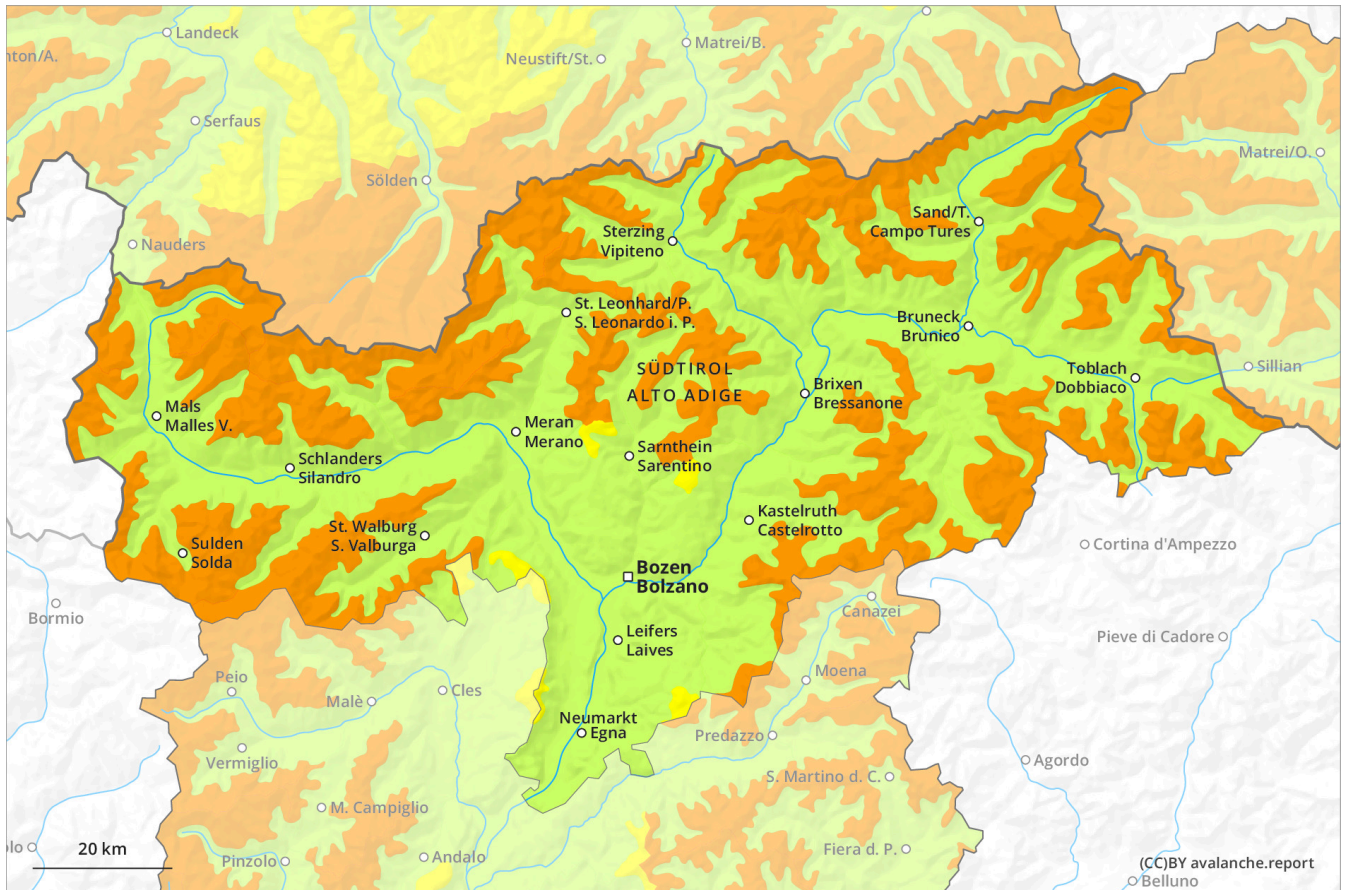 Landeck
nton/A.
Matrei/B.
Neustift/St.
Serfaus
Matrei/O.
Sölden
Sand/T.
Campo Tures
Nauders
Sterzing
Vipiteno
St. Leonhard/P.
S. Leonardo i. P.
Bruneck
Brunico
SÜDTIROL
ALTO ADIGE
Toblach
Dobbiaco
Sillian
Brixen
Bressanone
Mals
Malles V.
Meran
Merano
Sarnthein
Sarentino
Schlanders
Silandro
Kastelruth
Castelrotto
St. Walburg
S. Valburga
Sulden
Solda
Cortina d'Ampezzo
Bozen
Bolzano
Bormio
Canazei
Leifers
Laives
Pieve di Cadore
Peio
Moena
Malè
Cles
Neumarkt
Egna
Predazzo
Vermiglio
Agordo
S. Martino d. C.
M. Campiglio
olo
20 km
Pinzolo
Andalo
Fiera d. P.
(CC)BY avalanche.report
Belluno